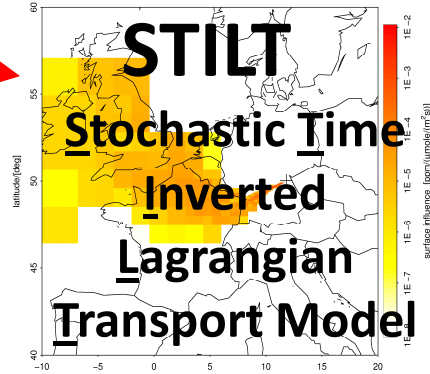 STILT
Stochastic Time
Inverted
Lagrangian
Transport Model
60
55
50
45
40
latitude/[deg]
−10 −5 0 5 10 15 20
1E −2
1E −3
1E −4
1E −5
1E −6
1E −7
surface influence [ppm/(μmole/(m²s))]